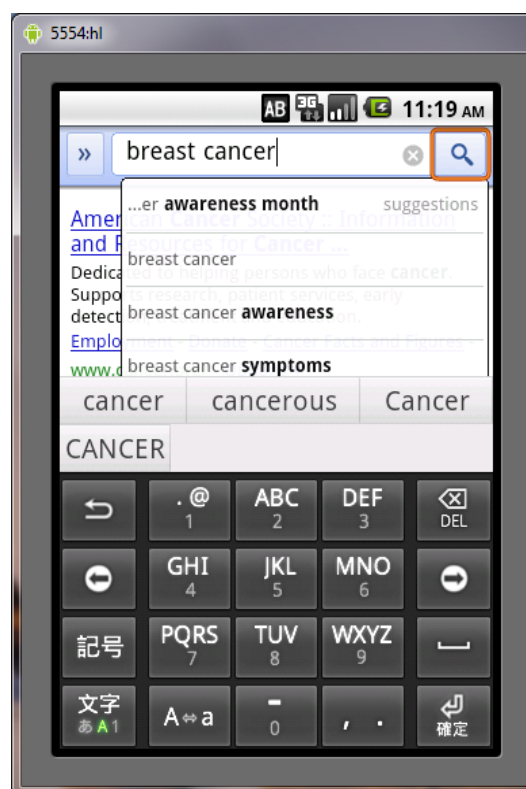 5554:hl
AB 3G 11:19 AM
» breast cancer
...er awareness month suggestions
breast cancer
breast cancer awareness
breast cancer symptoms
American Cancer Society :: Information
and Resources for Cancer ...
Dedicated to helping persons who face cancer.
Supports research, patient services, early
detect
Employment - Donate - Cancer Facts and Figures -
www.c
cancer cancerous Cancer
CANCER
. @ ABC DEF
1 2 3 DEL
GHI JKL MNO
4 5 6
記号 PQRS TUV WXYZ
7 8 9
文字 A⇔a - , .
あA1 0 確定